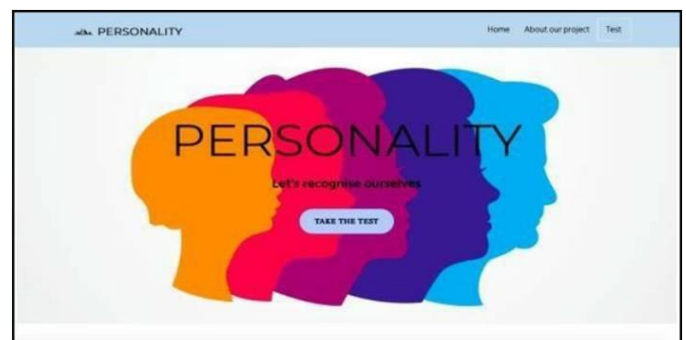 PERSONALITY
Home About our project Test
PERSONALITY
Let's recognise ourselves
TAKE THE TEST